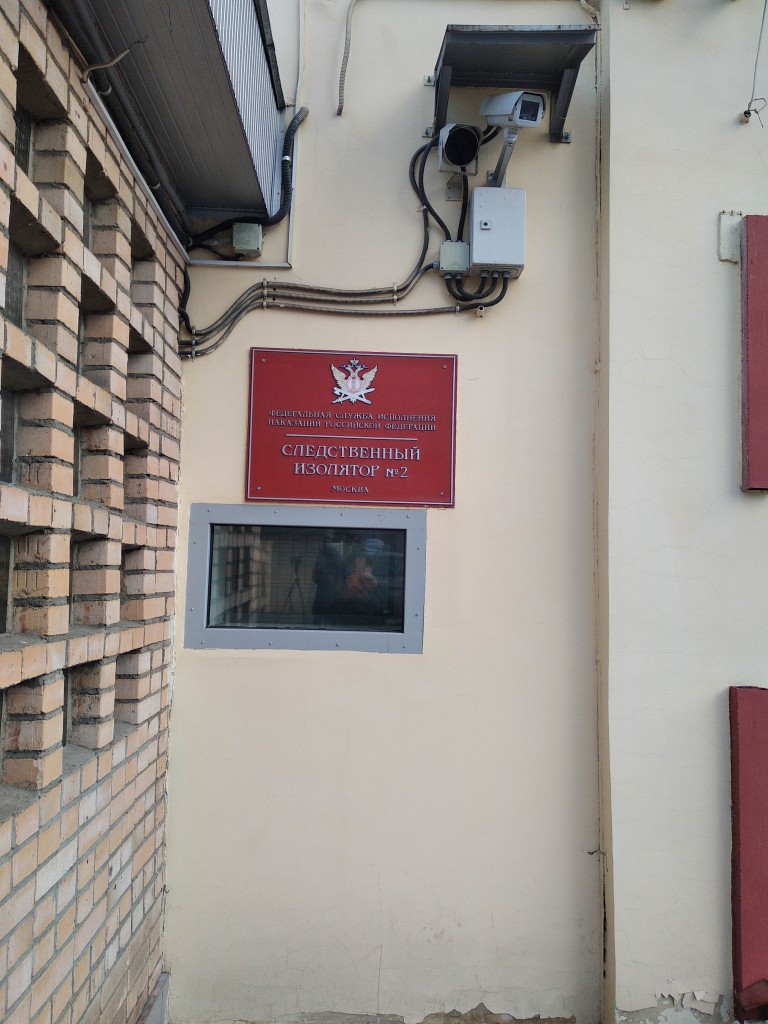 ФЕДЕРАЛЬНАЯ СЛУЖБА ИСПОЛНЕНИЯ
НАКАЗАНИЙ РОССИЙСКОЙ ФЕДЕРАЦИИ
СЛЕДСТВЕННЫЙ
ИЗОЛЯТОР №2
МОСКВА